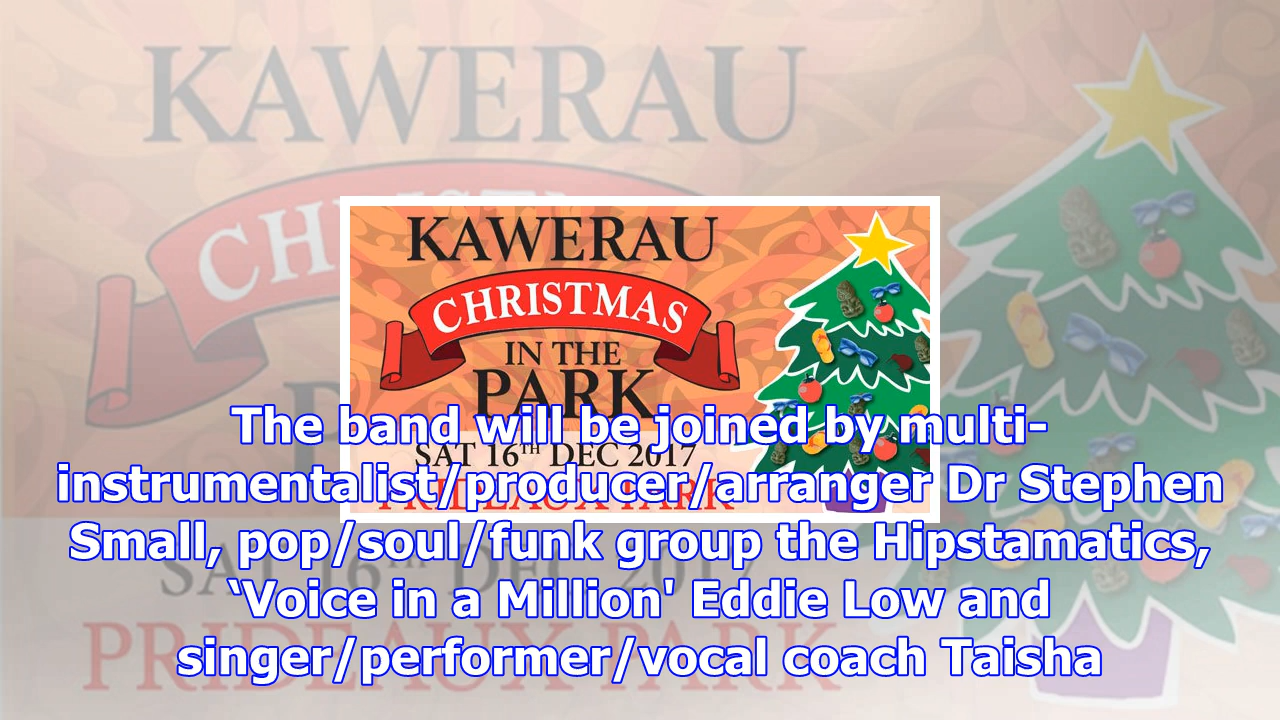 KAWERAU
CHRISTMAS
IN THE
PARK
SAT 16TH DEC 2017
PRIDEAUX PARK
The band will be joined by multi-
instrumentalist/producer/arranger Dr Stephen
Small, pop/soul/funk group the Hipstamatics,
‘Voice in a Million' Eddie Low and
singer/performer/vocal coach Taisha